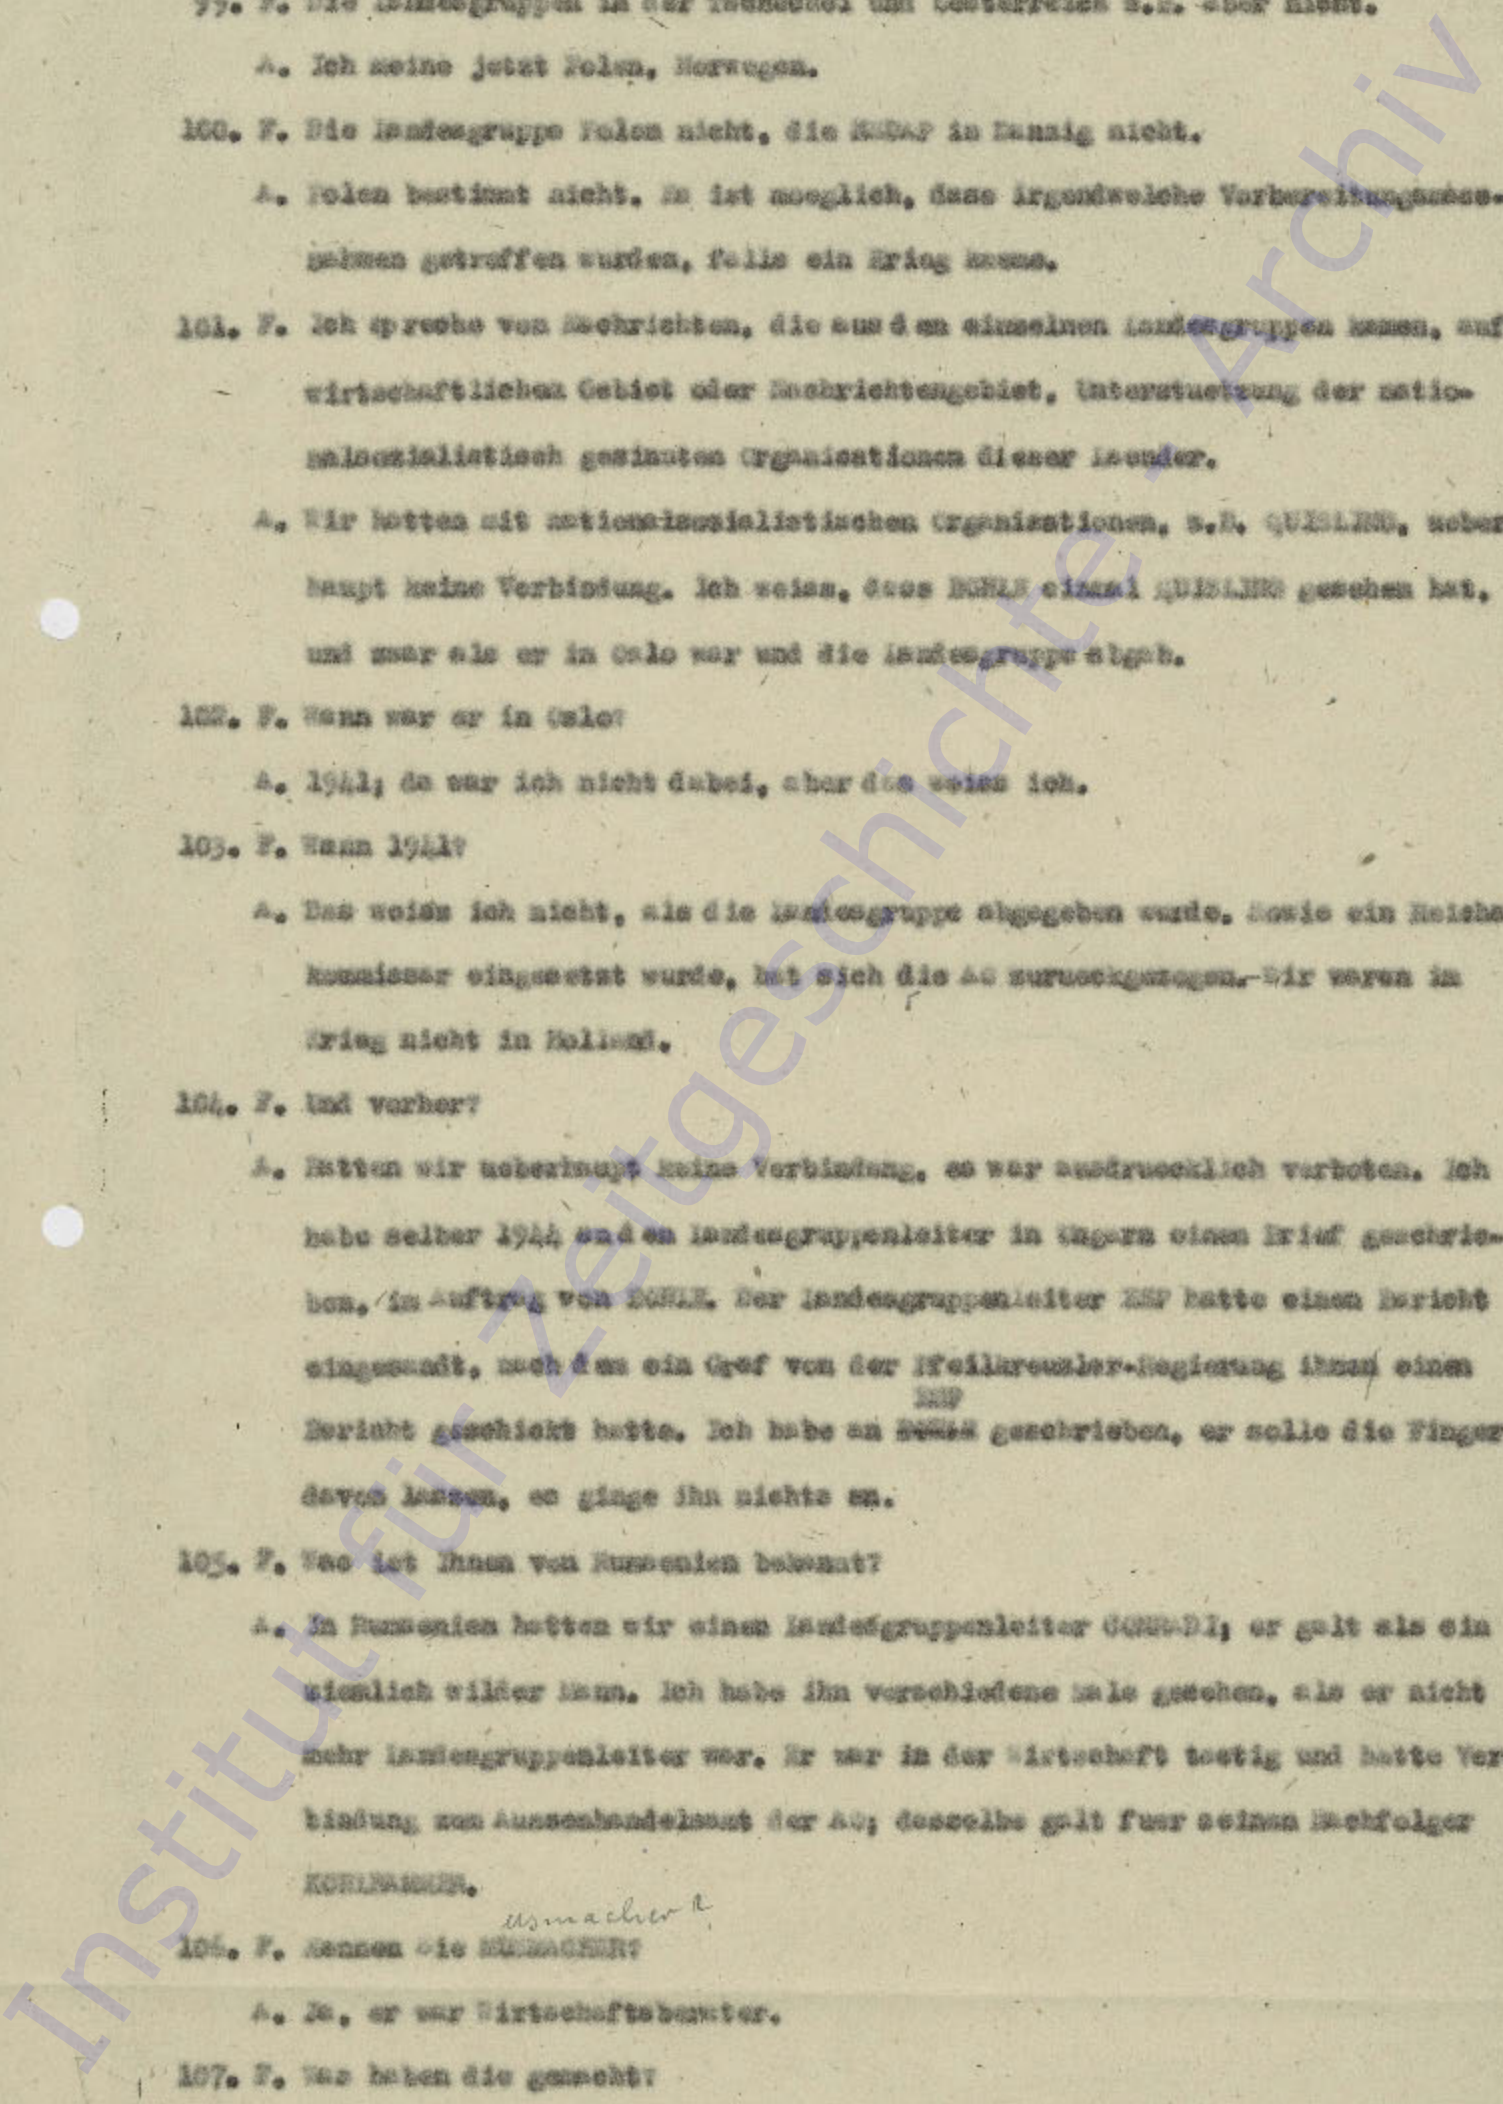 99. F. Die Landesgruppen in der Tschechei und Oesterreich z.B. aber nicht.
A. Ich meine jetzt Polen, Norwegen.
100. F. Die Landesgruppe Polen nicht, die NSDAP in Danzig nicht.
A. Polen bestimmt nicht. Es ist moeglich, dass irgendwelche Vorbereitungsmass-
nahmen getroffen wurden, falls ein Krieg kaeme.
101. F. Ich spreche von Nachrichten, die aus den einzelnen Landesgruppen kamen, auf
wirtschaftlichem Gebiet oder Nachrichtengebiet, Unterstuetzung der natio-
nalsozialistisch gesinnten Organisationen dieser Laender.
A. Wir hatten mit nationalsozialistischen Organisationen, z.B. QUISLING, ueber
haupt keine Verbindung. Ich weiss, dass BOHLE einmal QUISLING gesehen hat,
und zwar als er in Oslo war und die Landesgruppe abgab.
102. F. Wann war er in Oslo?
A. 1941; da war ich nicht dabei, aber das weiss ich.
103. F. Wann 1941?
A. Das weiss ich nicht, als die Landesgruppe abgegeben wurde. Sowie ein Reichs
kommissar eingesetzt wurde, hat sich die AO zurueckgezogen.-Wir waren im
Krieg nicht in Holland.
104. F. Und vorher?
A. Hatten wir ueberhaupt keine Verbindung, es war ausdruecklich verboten. Ich
habe selber 1944 an den Landesgruppenleiter in Ungarn einen Brief geschrie-
ben, im Auftrag von BOHLE. Der Landesgruppenleiter hatte einen Bericht
eingesandt, nach dem ein Graf von der Pfeilkreuzler-Regierung ihnen einen
Bericht geschickt hatte. Ich habe an BOHLE geschrieben, er solle die Finger
davon lassen, es ginge ihn nichts an.
105. F. Was ist Ihnen von Rumaenien bekannt?
A. In Rumaenien hatten wir einen Landesgruppenleiter CONRADI; er galt als ein
ziemlich wilder Mann. Ich habe ihn verschiedene Male gesehen, als er nicht
mehr Landesgruppenleiter war. Er war in der Wirtschaft taetig und hatte Ver
bindung zum Aussenhandelsamt der AO; dasselbe galt fuer seinen Nachfolger
KOHLHAMMER.
usmacher?
106. F. Kennen Sie
A. Ja, er war Wirtschaftsberater.
107. F. Was haben die gemacht?
Institut für Zeitgeschichte - Archiv